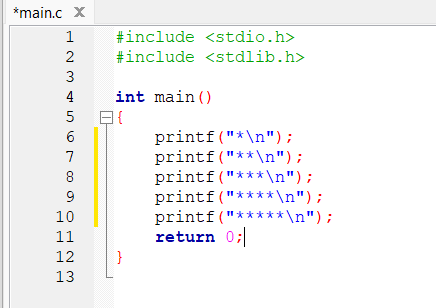 *main.c X
1 #include <stdio.h>
2 #include <stdlib.h>
3
4 int main()
5 {
6     printf("*\n");
7     printf("**\n");
8     printf("***\n");
9     printf("****\n");
10     printf("*****\n");
11     return 0;
12 }
13